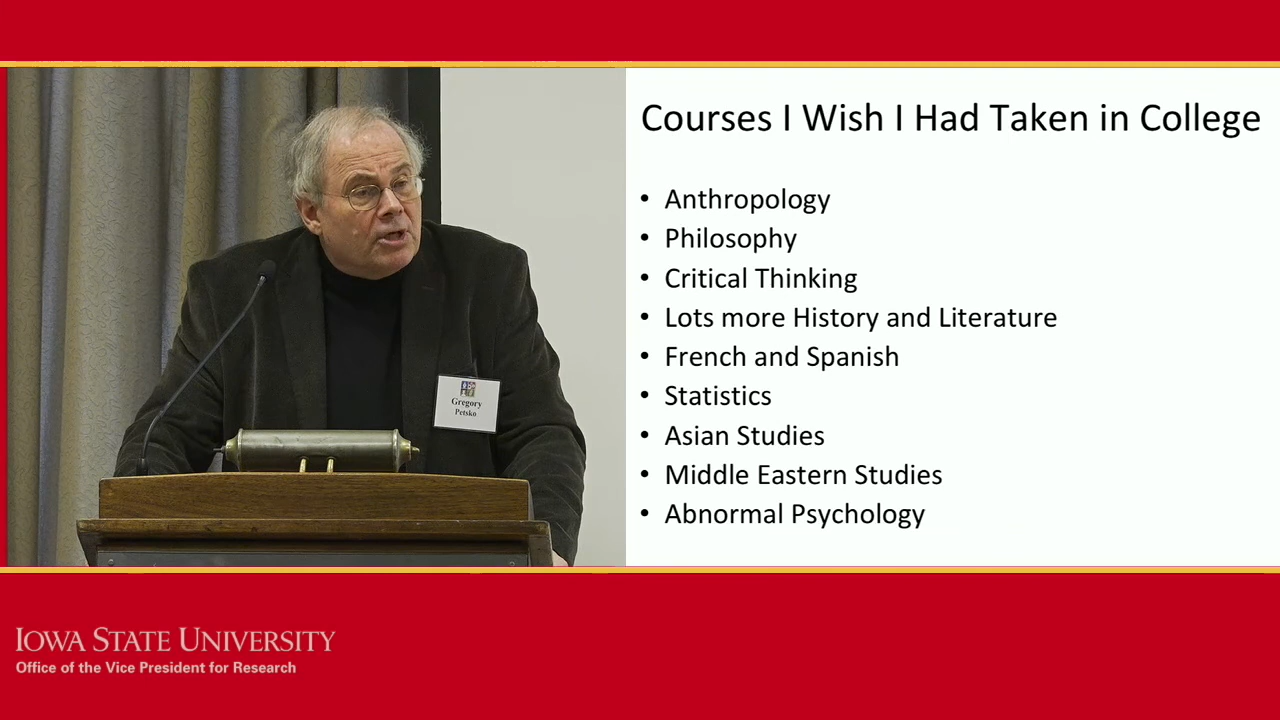 Courses I Wish I Had Taken in College
• Anthropology
• Philosophy
• Critical Thinking
• Lots more History and Literature
• French and Spanish
• Statistics
• Asian Studies
• Middle Eastern Studies
• Abnormal Psychology
Gregory
Petsko
IOWA STATE UNIVERSITY
Office of the Vice President for Research